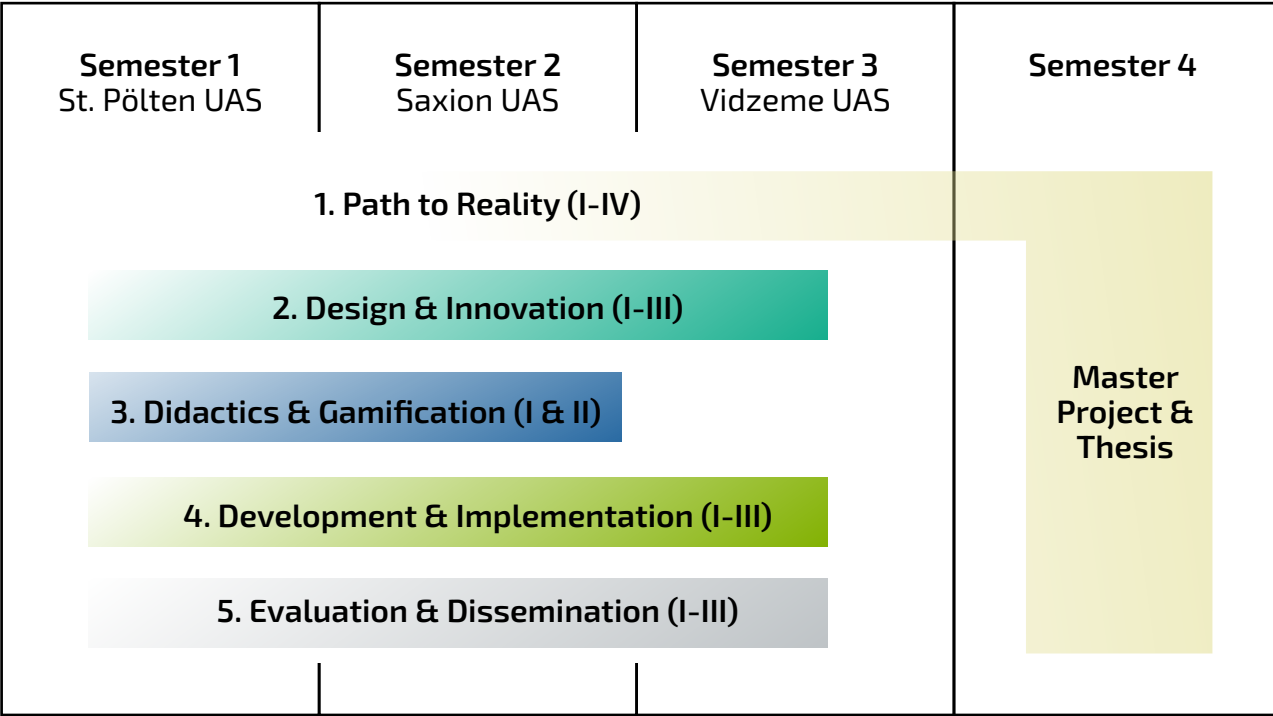 Semester 1
St. Pölten UAS
Semester 2
Saxion UAS
Semester 3
Vidzeme UAS
Semester 4
1. Path to Reality (I-IV)
2. Design & Innovation (I-III)
3. Didactics & Gamification (I & II)
4. Development & Implementation (I-III)
5. Evaluation & Dissemination (I-III)
Master
Project &
Thesis